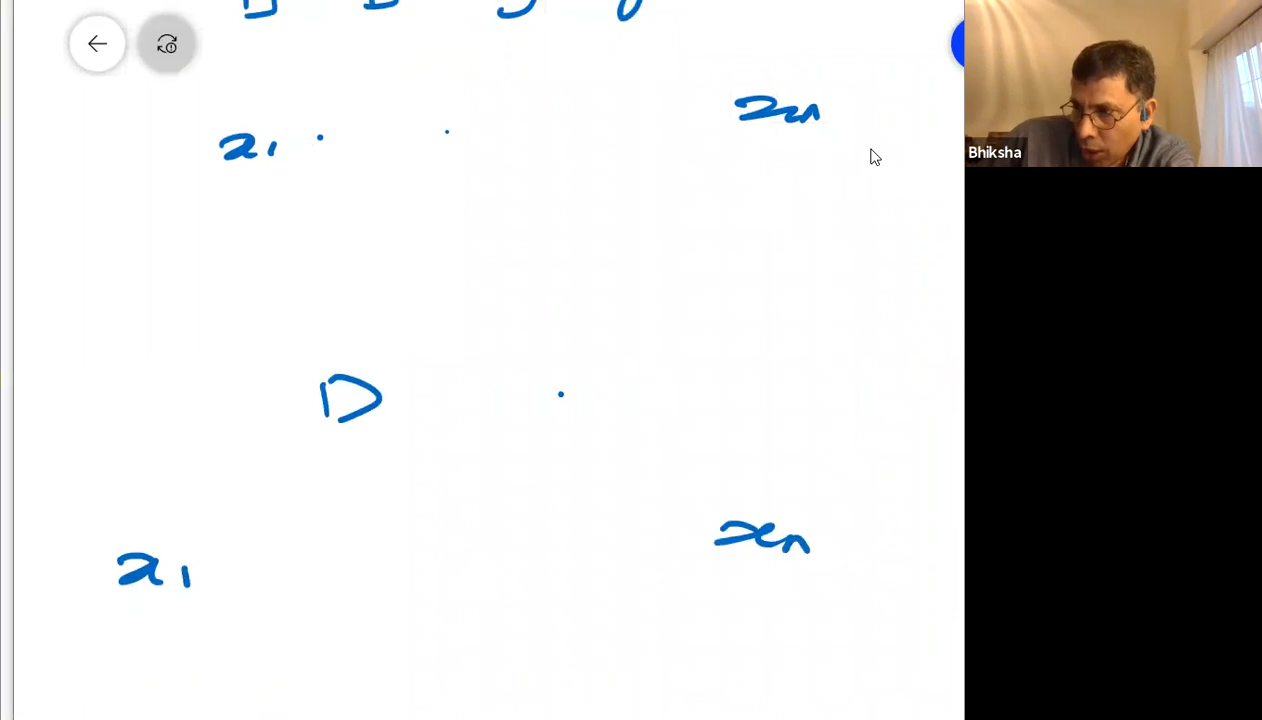 x1 . . xn
Bhiksha
D .
x1 xn